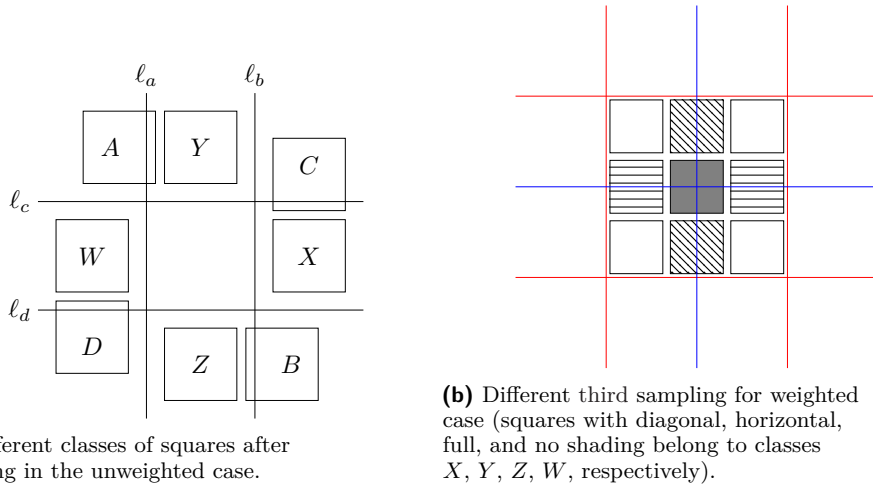 ℓa ℓb
A Y
C
ℓc
W X
ℓd
D
Z B
fferent classes of squares after
ng in the unweighted case.
(b) Different third sampling for weighted
case (squares with diagonal, horizontal,
full, and no shading belong to classes
X, Y, Z, W, respectively).